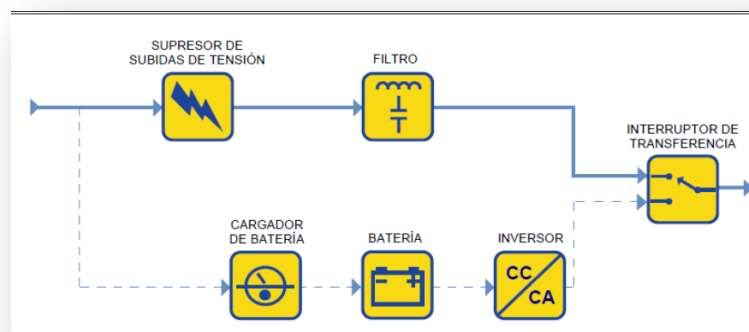 SUPRESOR DE
SUBIDAS DE TENSIÓN
FILTRO
INTERRUPTOR DE
TRANSFERENCIA
CARGADOR
DE BATERÍA
BATERÍA
INVERSOR
CC
CA